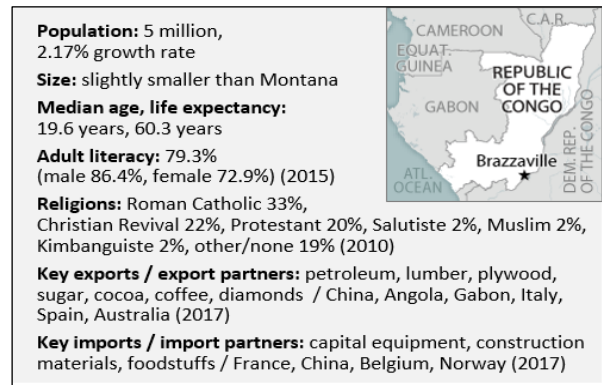 Population: 5 million,
2.17% growth rate
Size: slightly smaller than Montana
Median age, life expectancy:
19.6 years, 60.3 years
Adult literacy: 79.3%
(male 86.4%, female 72.9%) (2015)
Religions: Roman Catholic 33%,
Christian Revival 22%, Protestant 20%, Salutiste 2%, Muslim 2%,
Kimbanguiste 2%, other/none 19% (2010)
Key exports / export partners: petroleum, lumber, plywood,
sugar, cocoa, coffee, diamonds / China, Angola, Gabon, Italy,
Spain, Australia (2017)
Key imports / import partners: capital equipment, construction
materials, foodstuffs / France, China, Belgium, Norway (2017)
C.A.R.
CAMEROON
EQUAT.
GUINEA
REPUBLIC
OF THE
CONGO
GABON
Brazzaville
ATL.
OCEAN
DEM. REP.
OF THE CONGO